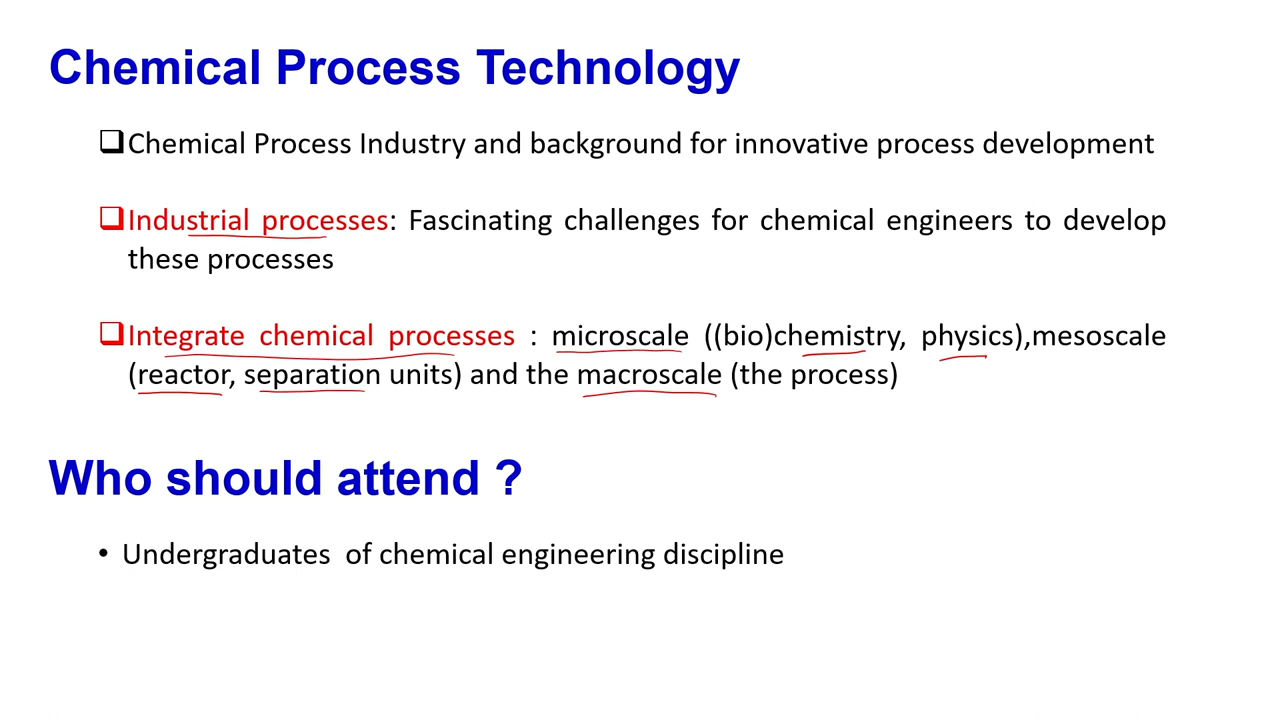 Chemical Process Technology
❑Chemical Process Industry and background for innovative process development
❑Industrial processes: Fascinating challenges for chemical engineers to develop
these processes
❑Integrate chemical processes : microscale ((bio)chemistry, physics),mesoscale
(reactor, separation units) and the macroscale (the process)
Who should attend ?
• Undergraduates of chemical engineering discipline